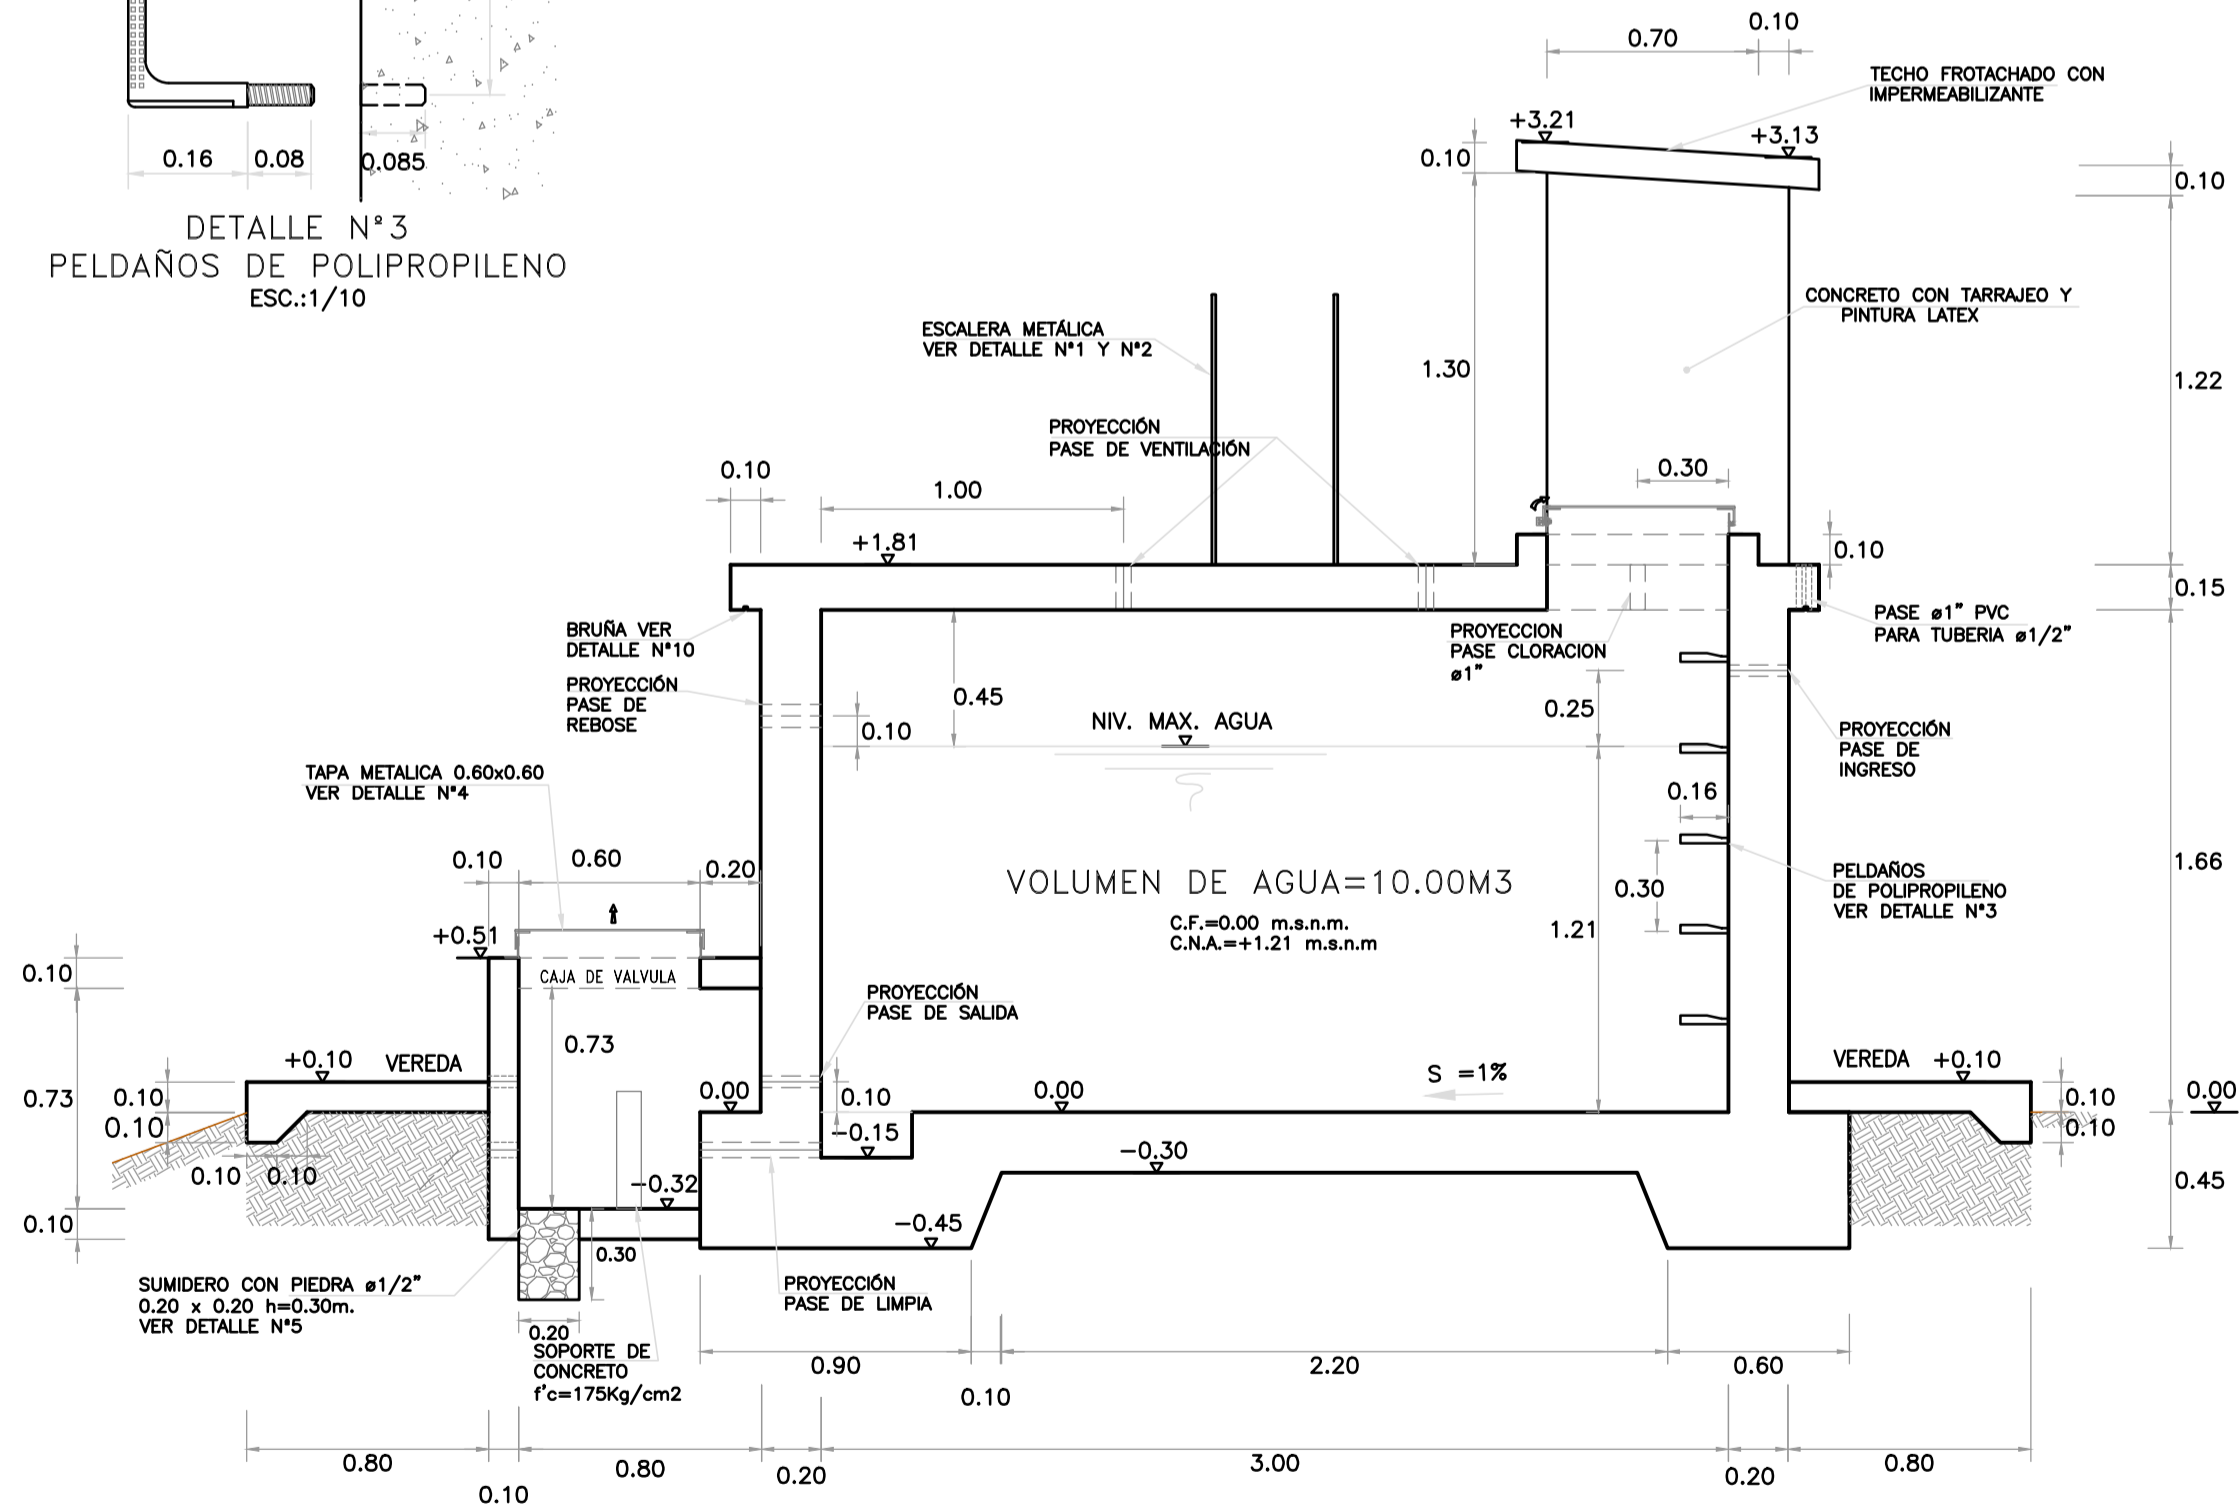 0.16
0.08
0.085
DETALLE N°3
PELDAÑOS DE POLIPROPILENO
ESC.:1/10
0.70
0.10
TECHO FROTACHADO CON
IMPERMEABILIZANTE
+3.21
+3.13
0.10
0.10
CONCRETO CON TARRAJEO Y
PINTURA LATEX
ESCALERA METÁLICA
VER DETALLE N°1 Y N°2
1.30
1.22
PROYECCIÓN
PASE DE VENTILACIÓN
0.10
1.00
0.30
+1.81
0.10
0.15
BRUÑA VER
DETALLE N°10
PROYECCION
PASE CLORACION
ø1"
PASE ø1" PVC
PARA TUBERIA ø1/2"
PROYECCIÓN
PASE DE
REBOSE
0.45
0.10
0.25
NIV. MAX. AGUA
PROYECCIÓN
PASE DE
INGRESO
TAPA METALICA 0.60x0.60
VER DETALLE N°4
0.16
0.10
0.60
0.20
VOLUMEN DE AGUA=10.00M3
C.F.=0.00 m.s.n.m.
C.N.A.=+1.21 m.s.n.m
0.30
1.21
PELDAÑOS
DE POLIPROPILENO
VER DETALLE N°3
1.66
+0.51
0.10
CAJA DE VALVULA
PROYECCIÓN
PASE DE SALIDA
0.73
+0.10
VEREDA
0.73
0.10
0.10
0.10
0.10
0.00
0.10
0.00
S =1%
VEREDA
+0.10
0.00
0.10
0.10
-0.15
-0.30
-0.32
-0.45
0.45
0.10
0.30
SUMIDERO CON PIEDRA ø1/2"
0.20 x 0.20 h=0.30m.
VER DETALLE N°5
PROYECCIÓN
PASE DE LIMPIA
0.20
SOPORTE DE
CONCRETO
f'c=175Kg/cm2
0.90
0.10
2.20
0.60
0.80
0.10
0.80
0.20
3.00
0.20
0.80